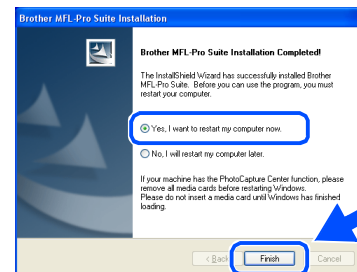 Brother MFL-Pro Suite Installation
Brother MFL-Pro Suite Installation Completed!
The InstallShield Wizard has successfully installed Brother
MFL-Pro Suite. Before you can use the program, you must
restart your computer.
Yes, I want to restart my computer now.
No, I will restart my computer later.
If your machine has the PhotoCapture Center function, please
remove all media cards before restarting Windows.
Please do not insert a media card until Windows has finished
loading.
< Back
Finish
Cancel